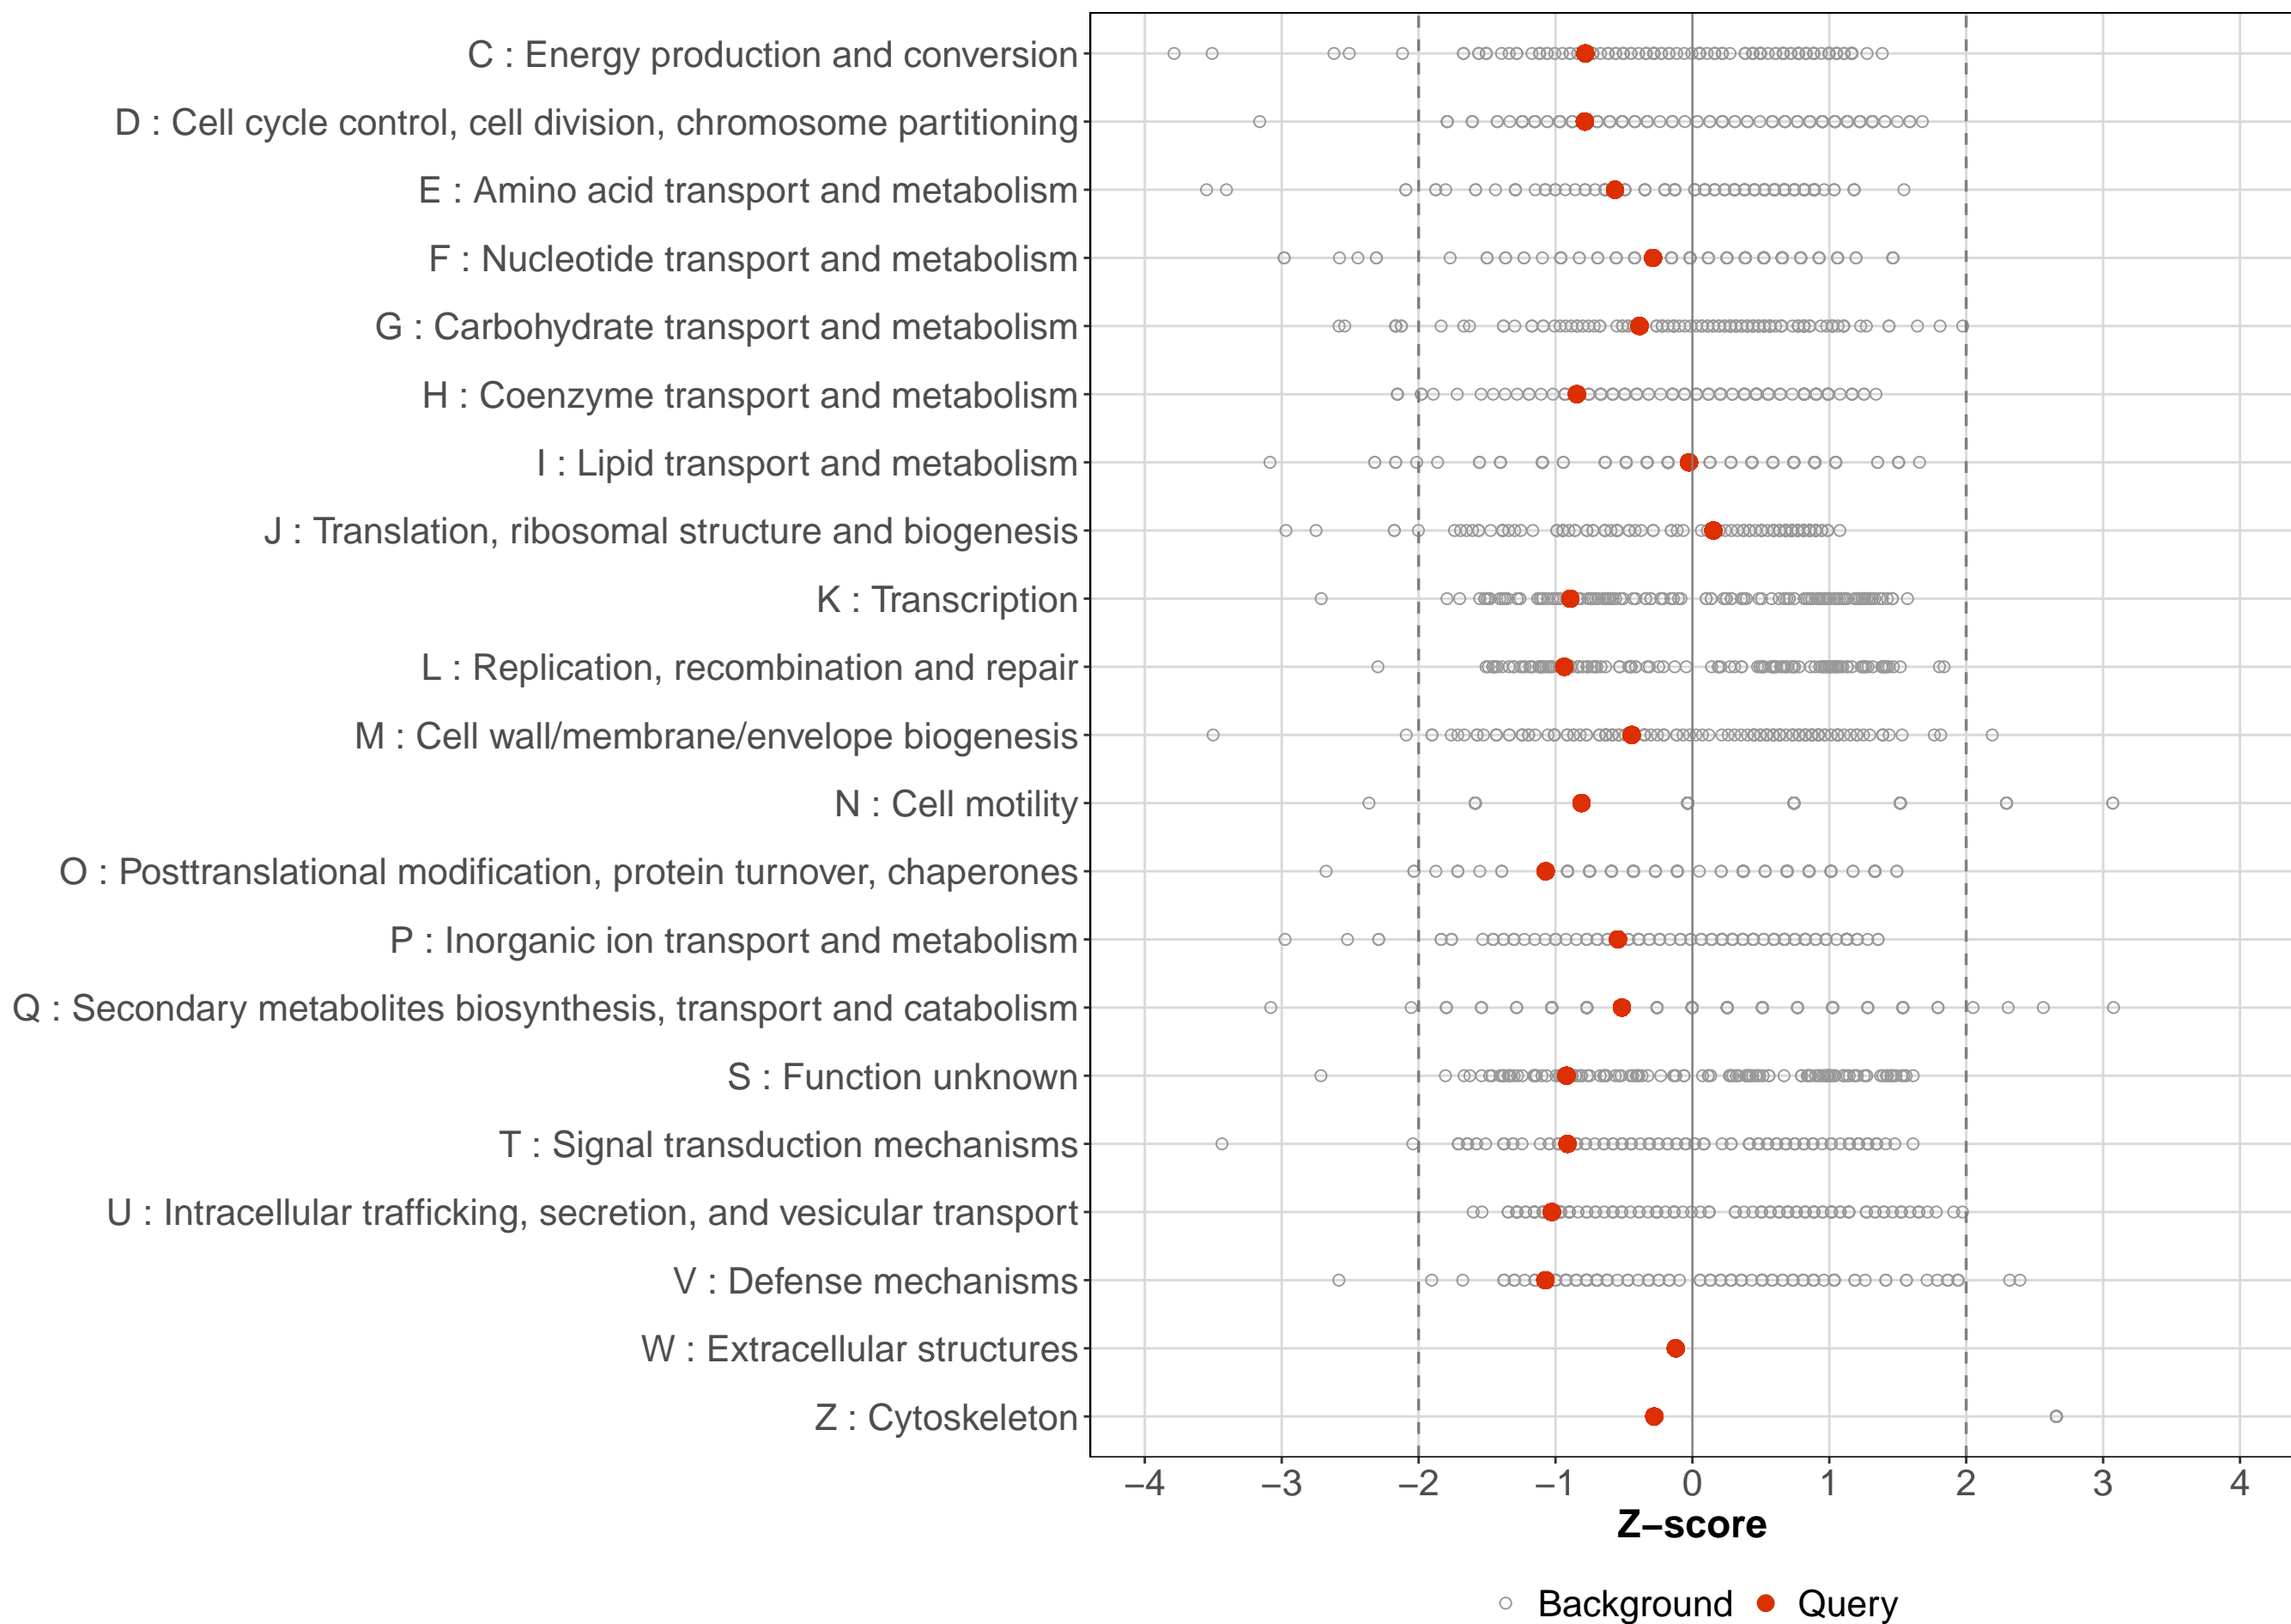 C : Energy production and conversion
D : Cell cycle control, cell division, chromosome partitioning
E : Amino acid transport and metabolism
F : Nucleotide transport and metabolism
G : Carbohydrate transport and metabolism
H : Coenzyme transport and metabolism
I : Lipid transport and metabolism
J : Translation, ribosomal structure and biogenesis
K : Transcription
L : Replication, recombination and repair
M : Cell wall/membrane/envelope biogenesis
N : Cell motility
O : Posttranslational modification, protein turnover, chaperones
P : Inorganic ion transport and metabolism
Q : Secondary metabolites biosynthesis, transport and catabolism
S : Function unknown
T : Signal transduction mechanisms
U : Intracellular trafficking, secretion, and vesicular transport
V : Defense mechanisms
W : Extracellular structures
Z : Cytoskeleton
−4 −3 −2 −1 0 1 2 3 4
Z−score
Background Query